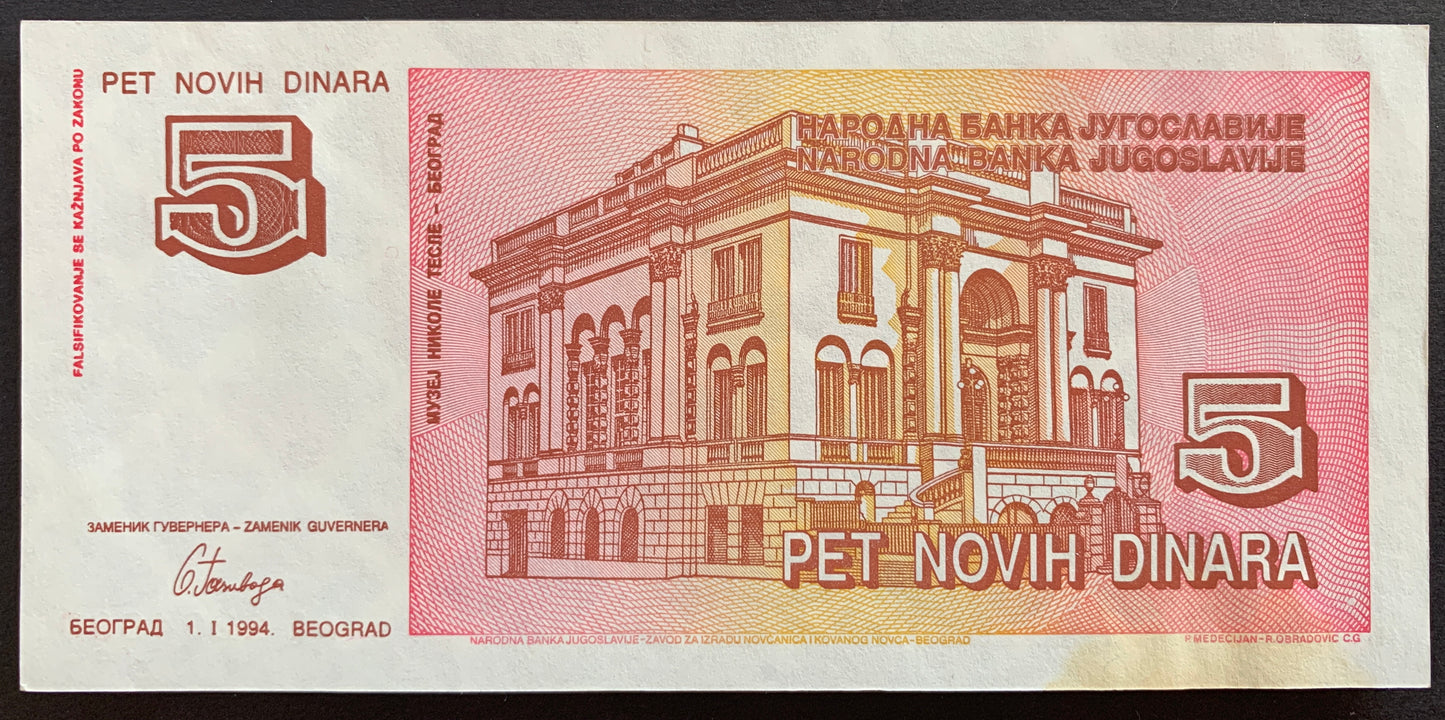 PET NOVIH DINARA
5
FALSIFIKOVANJE SE KAŽNJAVA PO ZAKONU
ЗАМЕНИК ГУВЕРНЕРА – ZAMENIK GUVERNERA
БЕОГРАД 1. I 1994. BEOGRAD
МУЗЕЈ НИКОЛЕ ТЕСЛЕ – БЕОГРАД
НАРОДНА БАНКА ЈУГОСЛАВИЈЕ
NARODNA BANKA JUGOSLAVIJE
5
PET NOVIH DINARA
NARODNA BANKA JUGOSLAVIJE-ZAVOD ZA IZRADU NOVČANICA I KOVANOG NOVCA-BEOGRAD
P.MEDECIJAN-R.OBRADOVIC C.G